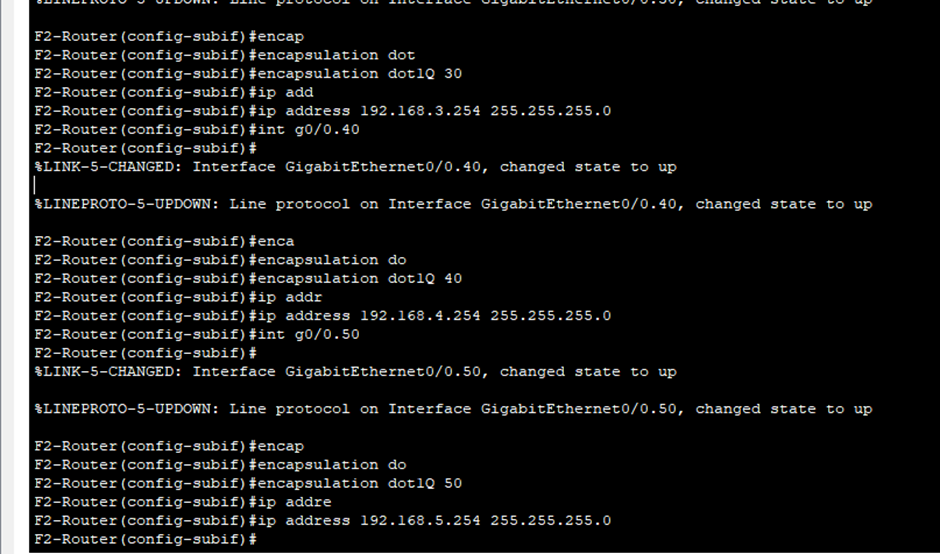 %LINEPROTO-5-UPDOWN: Line protocol on Interface GigabitEthernet0/0.30, changed state to up
F2-Router(config-subif)#encap
F2-Router(config-subif)#encapsulation dot
F2-Router(config-subif)#encapsulation dot1Q 30
F2-Router(config-subif)#ip add
F2-Router(config-subif)#ip address 192.168.3.254 255.255.255.0
F2-Router(config-subif)#int g0/0.40
F2-Router(config-subif)#
%LINK-5-CHANGED: Interface GigabitEthernet0/0.40, changed state to up
%LINEPROTO-5-UPDOWN: Line protocol on Interface GigabitEthernet0/0.40, changed state to up
F2-Router(config-subif)#enca
F2-Router(config-subif)#encapsulation do
F2-Router(config-subif)#encapsulation dot1Q 40
F2-Router(config-subif)#ip addr
F2-Router(config-subif)#ip address 192.168.4.254 255.255.255.0
F2-Router(config-subif)#int g0/0.50
F2-Router(config-subif)#
%LINK-5-CHANGED: Interface GigabitEthernet0/0.50, changed state to up
%LINEPROTO-5-UPDOWN: Line protocol on Interface GigabitEthernet0/0.50, changed state to up
F2-Router(config-subif)#encap
F2-Router(config-subif)#encapsulation do
F2-Router(config-subif)#encapsulation dot1Q 50
F2-Router(config-subif)#ip addre
F2-Router(config-subif)#ip address 192.168.5.254 255.255.255.0
F2-Router(config-subif)#